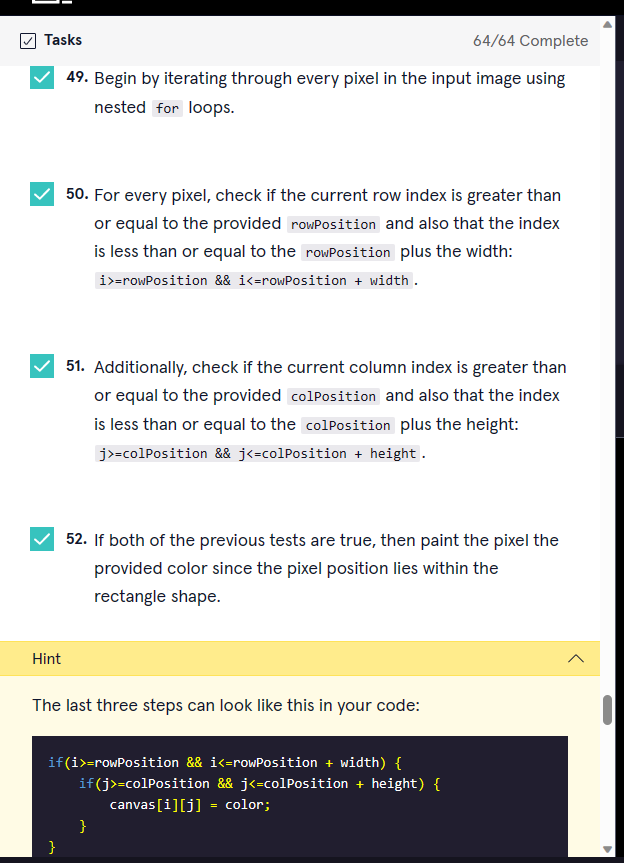 Tasks 64/64 Complete
49. Begin by iterating through every pixel in the input image using
nested for loops.
50. For every pixel, check if the current row index is greater than
or equal to the provided rowPosition and also that the index
is less than or equal to the rowPosition plus the width:
i>=rowPosition && i<=rowPosition + width.
51. Additionally, check if the current column index is greater than
or equal to the provided colPosition and also that the index
is less than or equal to the colPosition plus the height:
j>=colPosition && j<=colPosition + height.
52. If both of the previous tests are true, then paint the pixel the
provided color since the pixel position lies within the
rectangle shape.
Hint
The last three steps can look like this in your code:
if(i>=rowPosition && i<=rowPosition + width) {
    if(j>=colPosition && j<=colPosition + height) {
        canvas[i][j] = color;
    }
}